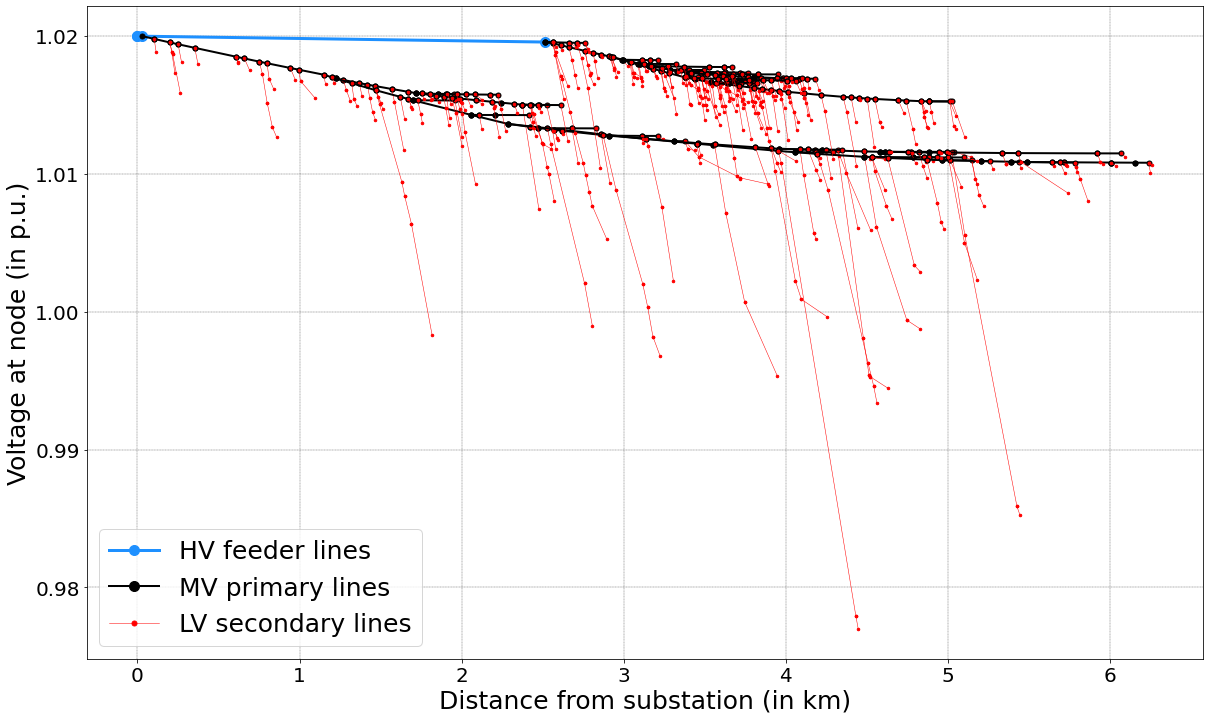 Voltage at node (in p.u.)
1.02
1.01
1.00
0.99
0.98
HV feeder lines
MV primary lines
LV secondary lines
0 1 2 3 4 5 6
Distance from substation (in km)